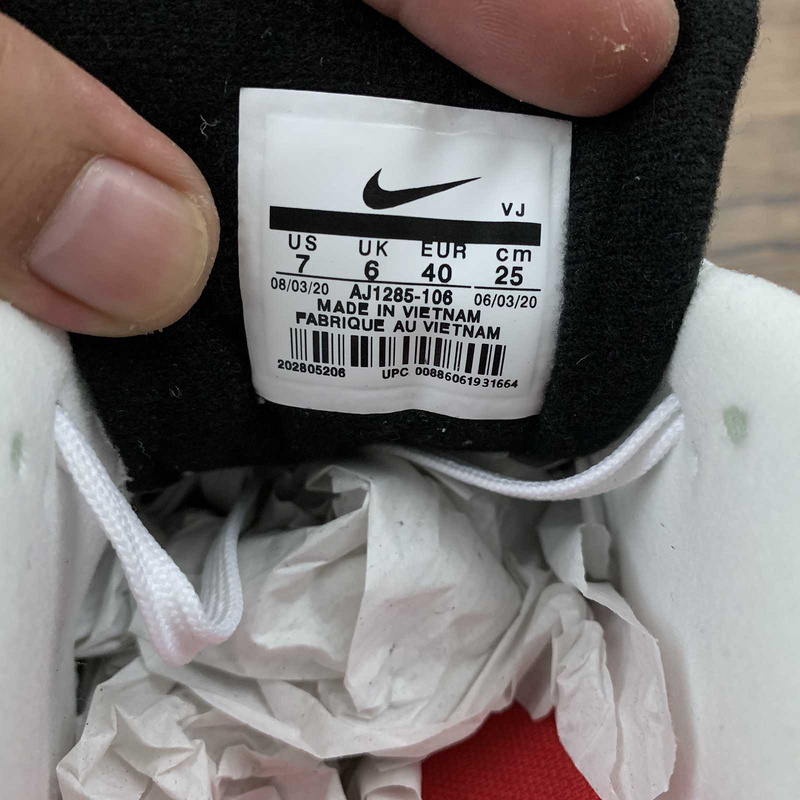 VJ
US UK EUR cm
7 6 40 25
08/03/20 AJ1285-106 06/03/20
MADE IN VIETNAM
FABRIQUE AU VIETNAM
202805206 UPC 00886061931664